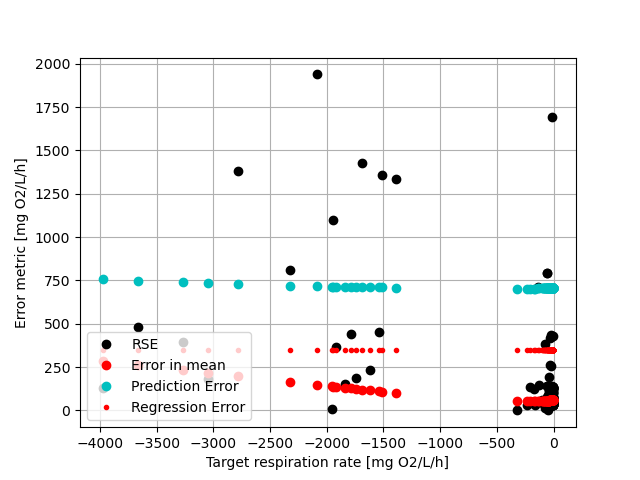 2000
1750
1500
1250
1000
750
500
250
0
Error metric [mg O2/L/h]
RSE
Error in mean
Prediction Error
Regression Error
−4000 −3500 −3000 −2500 −2000 −1500 −1000 −500 0
Target respiration rate [mg O2/L/h]